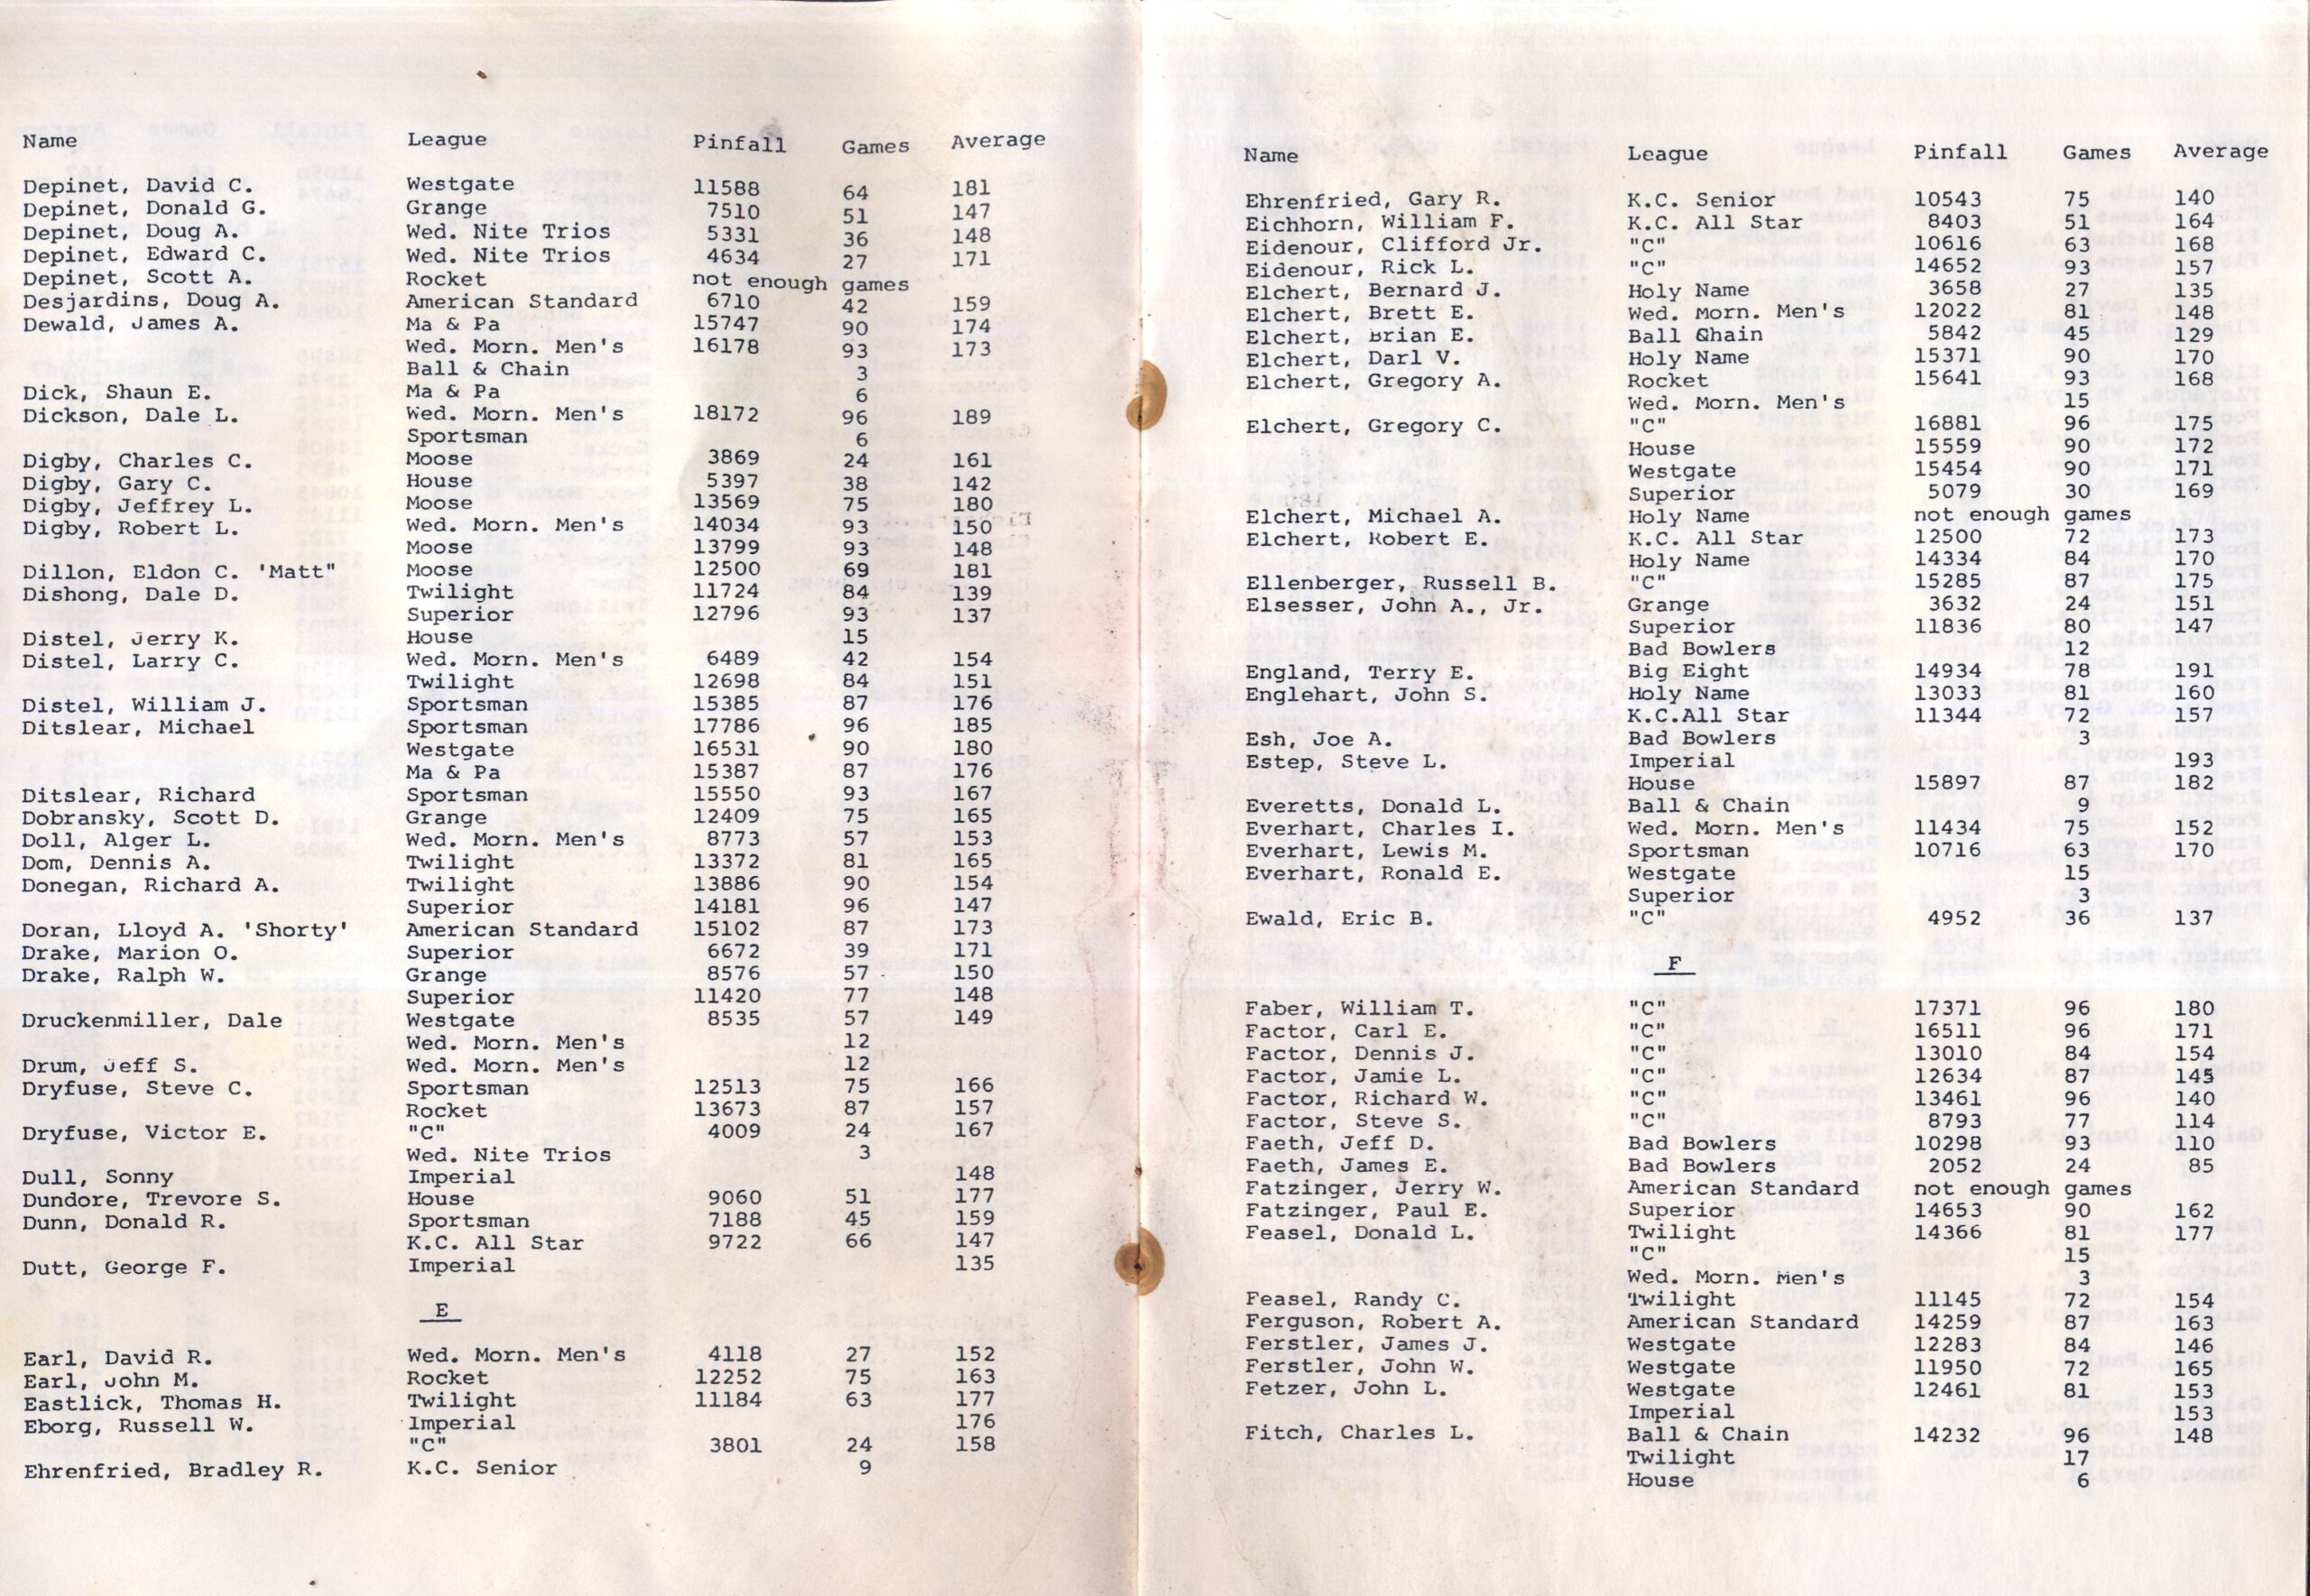 Name League Pinfall Games Average
Depinet, David C. Westgate 11588 64 181
Depinet, Donald G. Grange 7510 51 147
Depinet, Doug A. Wed. Nite Trios 5331 36 148
Depinet, Edward C. Wed. Nite Trios 4634 27 171
Depinet, Scott A. Rocket not enough games
Desjardins, Doug A. American Standard 6710 42 159
Dewald, James A. Ma & Pa 15747 90 174
Wed. Morn. Men's 16178 93 173
Ball & Chain 3
Dick, Shaun E. Ma & Pa 6
Dickson, Dale L. Wed. Morn. Men's 18172 96 189
Sportsman 6
Digby, Charles C. Moose 3869 24 161
Digby, Gary C. House 5397 38 142
Digby, Jeffrey L. Moose 13569 75 180
Digby, Robert L. Wed. Morn. Men's 14034 93 150
Moose 13799 93 148
Dillon, Eldon C. 'Matt" Moose 12500 69 181
Dishong, Dale D. Twilight 11724 84 139
Superior 12796 93 137
Distel, Jerry K. House 15
Distel, Larry C. Wed. Morn. Men's 6489 42 154
Twilight 12698 84 151
Distel, William J. Sportsman 15385 87 176
Ditslear, Michael Sportsman 17786 96 185
Westgate 16531 90 180
Ma & Pa 15387 87 176
Ditslear, Richard Sportsman 15550 93 167
Dobransky, Scott D. Grange 12409 75 165
Doll, Alger L. Wed. Morn. Men's 8773 57 153
Dom, Dennis A. Twilight 13372 81 165
Donegan, Richard A. Twilight 13886 90 154
Superior 14181 96 147
Doran, Lloyd A. 'Shorty' American Standard 15102 87 173
Drake, Marion O. Superior 6672 39 171
Drake, Ralph W. Grange 8576 57 150
Superior 11420 77 148
Druckenmiller, Dale Westgate 8535 57 149
Wed. Morn. Men's 12
Drum, Jeff S. Wed. Morn. Men's 12
Dryfuse, Steve C. Sportsman 12513 75 166
Rocket 13673 87 157
Dryfuse, Victor E. "C" 4009 24 167
Wed. Nite Trios 3
Dull, Sonny Imperial 148
Dundore, Trevore S. House 9060 51 177
Dunn, Donald R. Sportsman 7188 45 159
K.C. All Star 9722 66 147
Dutt, George F. Imperial 135
E
Earl, David R. Wed. Morn. Men's 4118 27 152
Earl, John M. Rocket 12252 75 163
Eastlick, Thomas H. Twilight 11184 63 177
Eborg, Russell W. Imperial 176
"C" 3801 24 158
Ehrenfried, Bradley R. K.C. Senior 9
Name League Pinfall Games Average
Ehrenfried, Gary R. K.C. Senior 10543 75 140
Eichhorn, William F. K.C. All Star 8403 51 164
Eidenour, Clifford Jr. "C" 10616 63 168
Eidenour, Rick L. "C" 14652 93 157
Elchert, Bernard J. Holy Name 3658 27 135
Elchert, Brett E. Wed. Morn. Men's 12022 81 148
Elchert, Brian E. Ball & Chain 5842 45 129
Elchert, Darl V. Holy Name 15371 90 170
Elchert, Gregory A. Rocket 15641 93 168
Wed. Morn. Men's 15
Elchert, Gregory C. "C" 16881 96 175
House 15559 90 172
Westgate 15454 90 171
Superior 5079 30 169
Elchert, Michael A. Holy Name not enough games
Elchert, Robert E. K.C. All Star 12500 72 173
Holy Name 14334 84 170
Ellenberger, Russell B. "C" 15285 87 175
Elsesser, John A., Jr. Grange 3632 24 151
Superior 11836 80 147
Bad Bowlers 12
England, Terry E. Big Eight 14934 78 191
Englehart, John S. Holy Name 13033 81 160
K.C.All Star 11344 72 157
Esh, Joe A. Bad Bowlers 3
Estep, Steve L. Imperial 193
House 15897 87 182
Everetts, Donald L. Ball & Chain 9
Everhart, Charles I. Wed. Morn. Men's 11434 75 152
Everhart, Lewis M. Sportsman 10716 63 170
Everhart, Ronald E. Westgate 15
Superior 3
Ewald, Eric B. "C" 4952 36 137
F
Faber, William T. "C" 17371 96 180
Factor, Carl E. "C" 16511 96 171
Factor, Dennis J. "C" 13010 84 154
Factor, Jamie L. "C" 12634 87 145
Factor, Richard W. "C" 13461 96 140
Factor, Steve S. "C" 8793 77 114
Faeth, Jeff D. Bad Bowlers 10298 93 110
Faeth, James E. Bad Bowlers 2052 24 85
Fatzinger, Jerry W. American Standard not enough games
Fatzinger, Paul E. Superior 14653 90 162
Feasel, Donald L. Twilight 14366 81 177
"C" 15
Wed. Morn. Men's 3
Feasel, Randy C. Twilight 11145 72 154
Ferguson, Robert A. American Standard 14259 87 163
Ferstler, James J. Westgate 12283 84 146
Ferstler, John W. Westgate 11950 72 165
Fetzer, John L. Westgate 12461 81 153
Imperial 153
Fitch, Charles L. Ball & Chain 14232 96 148
Twilight 17
House 6